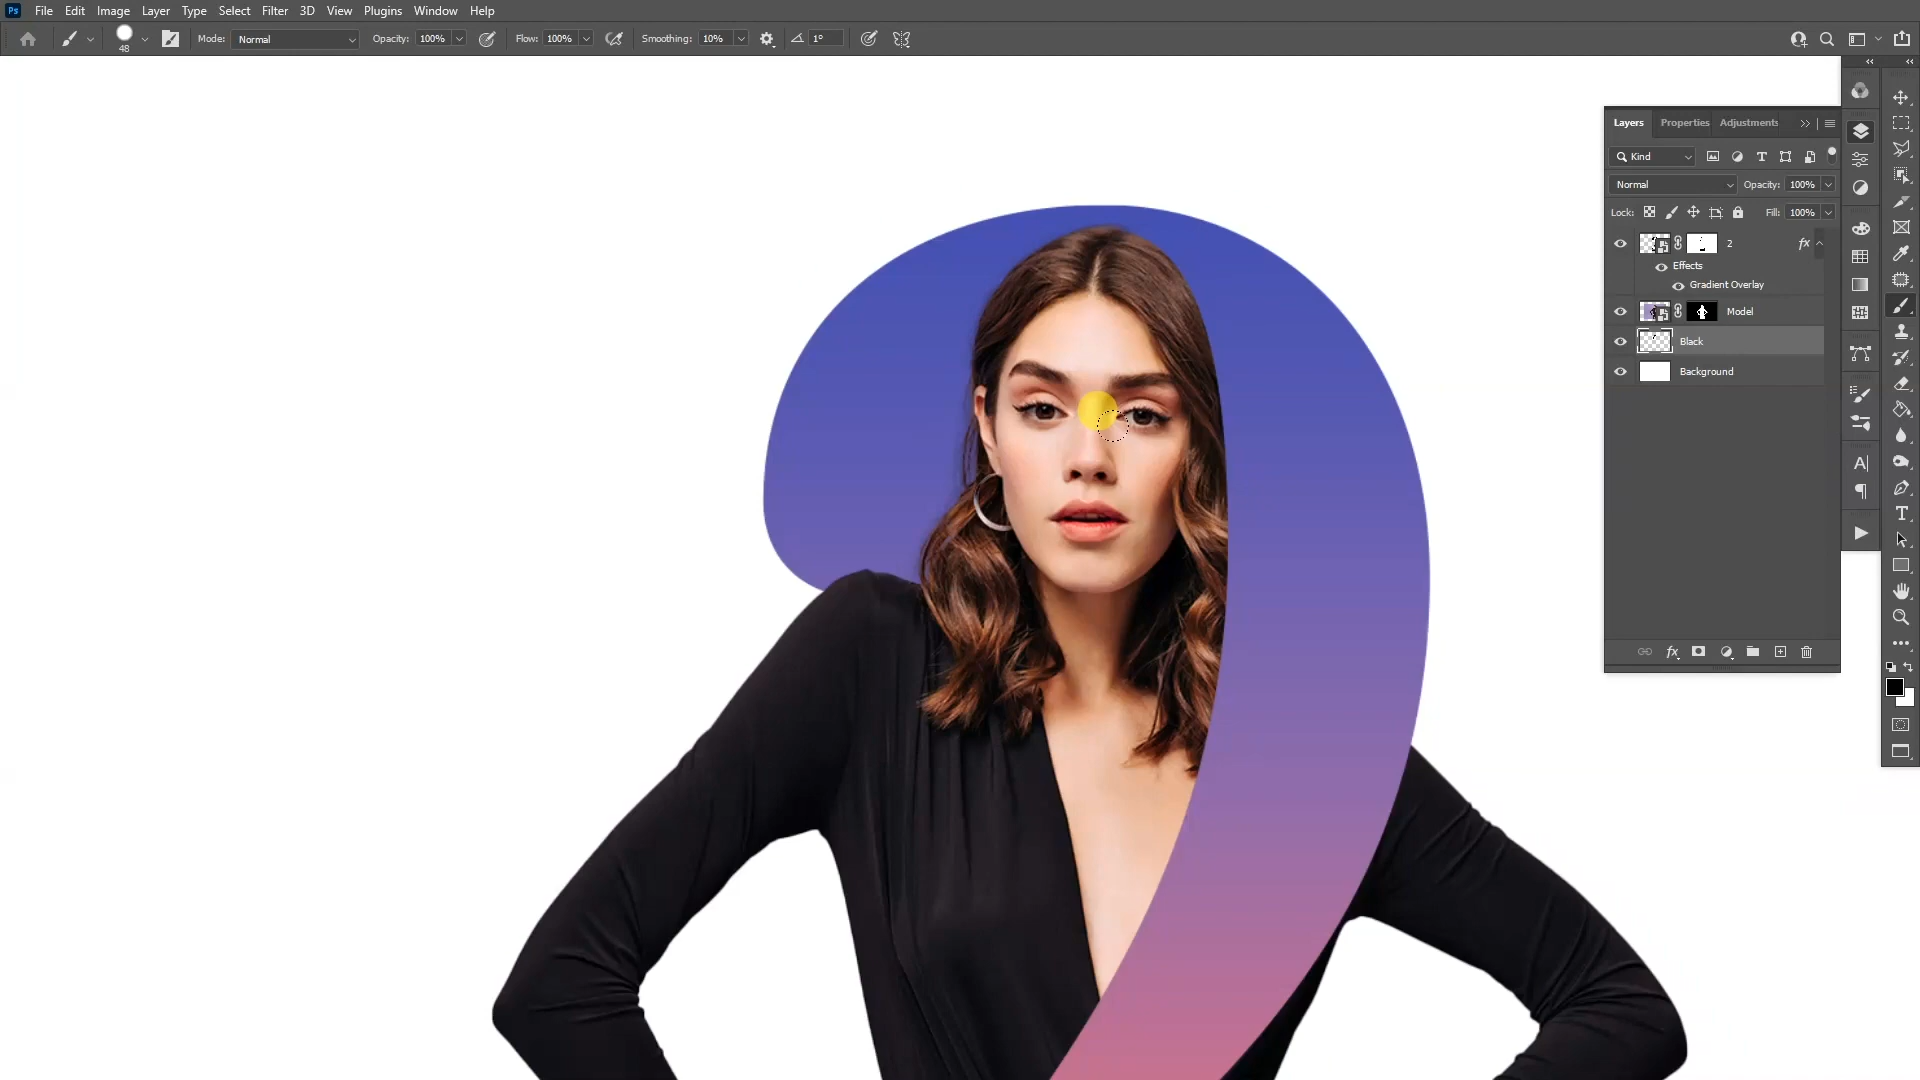 Ps File Edit Image Layer Type Select Filter 3D View Plugins Window Help
48 Mode: Normal Opacity: 100% Flow: 100% Smoothing: 10% 1°
Layers Properties Adjustments
Kind
Normal Opacity: 100%
Lock: Fill: 100%
2 fx
Effects
Gradient Overlay
Model
Black
Background
fx